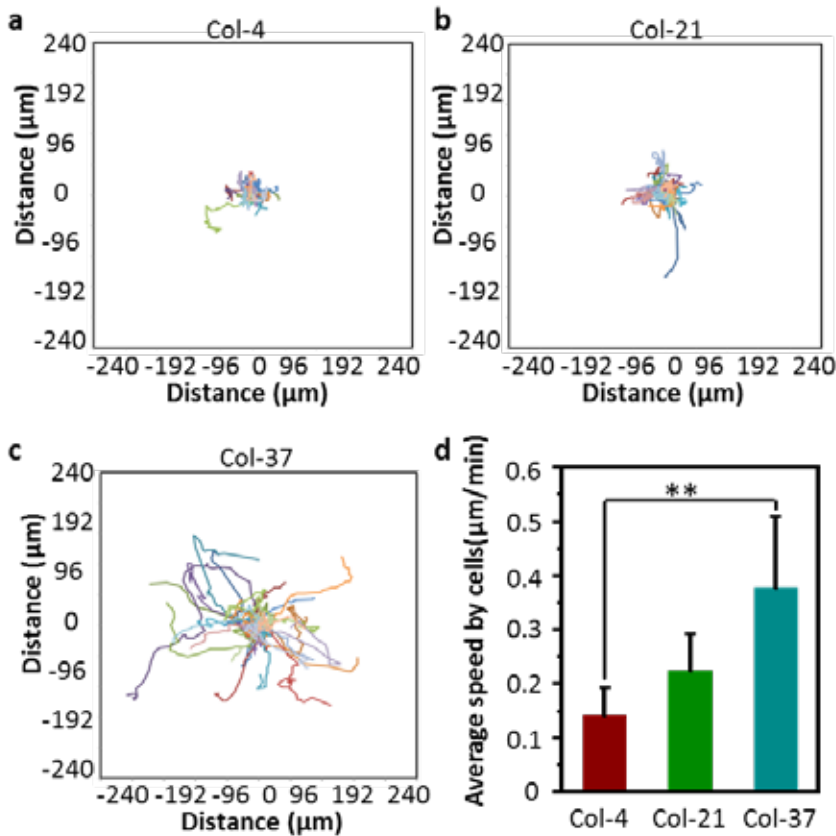 a
Col-4
240
192
96
0
-96
-192
-240
Distance (µm)
-240 -192 -96 0 96 192 240
Distance (µm)
b
Col-21
240
192
96
0
-96
-192
-240
Distance (µm)
-240 -192 -96 0 96 192 240
Distance (µm)
c
Col-37
240
192
96
0
-96
-192
-240
Distance (µm)
-240 -192 -96 0 96 192 240
Distance (µm)
d
Average speed by cells(µm/min)
0.6
0.5
0.4
0.3
0.2
0.1
0
**
Col-4 Col-21 Col-37